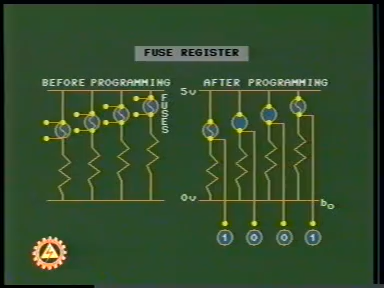 FUSE REGISTER
BEFORE PROGRAMMING
AFTER PROGRAMMING
FUSES
5v
0v
b0
1 0 0 1